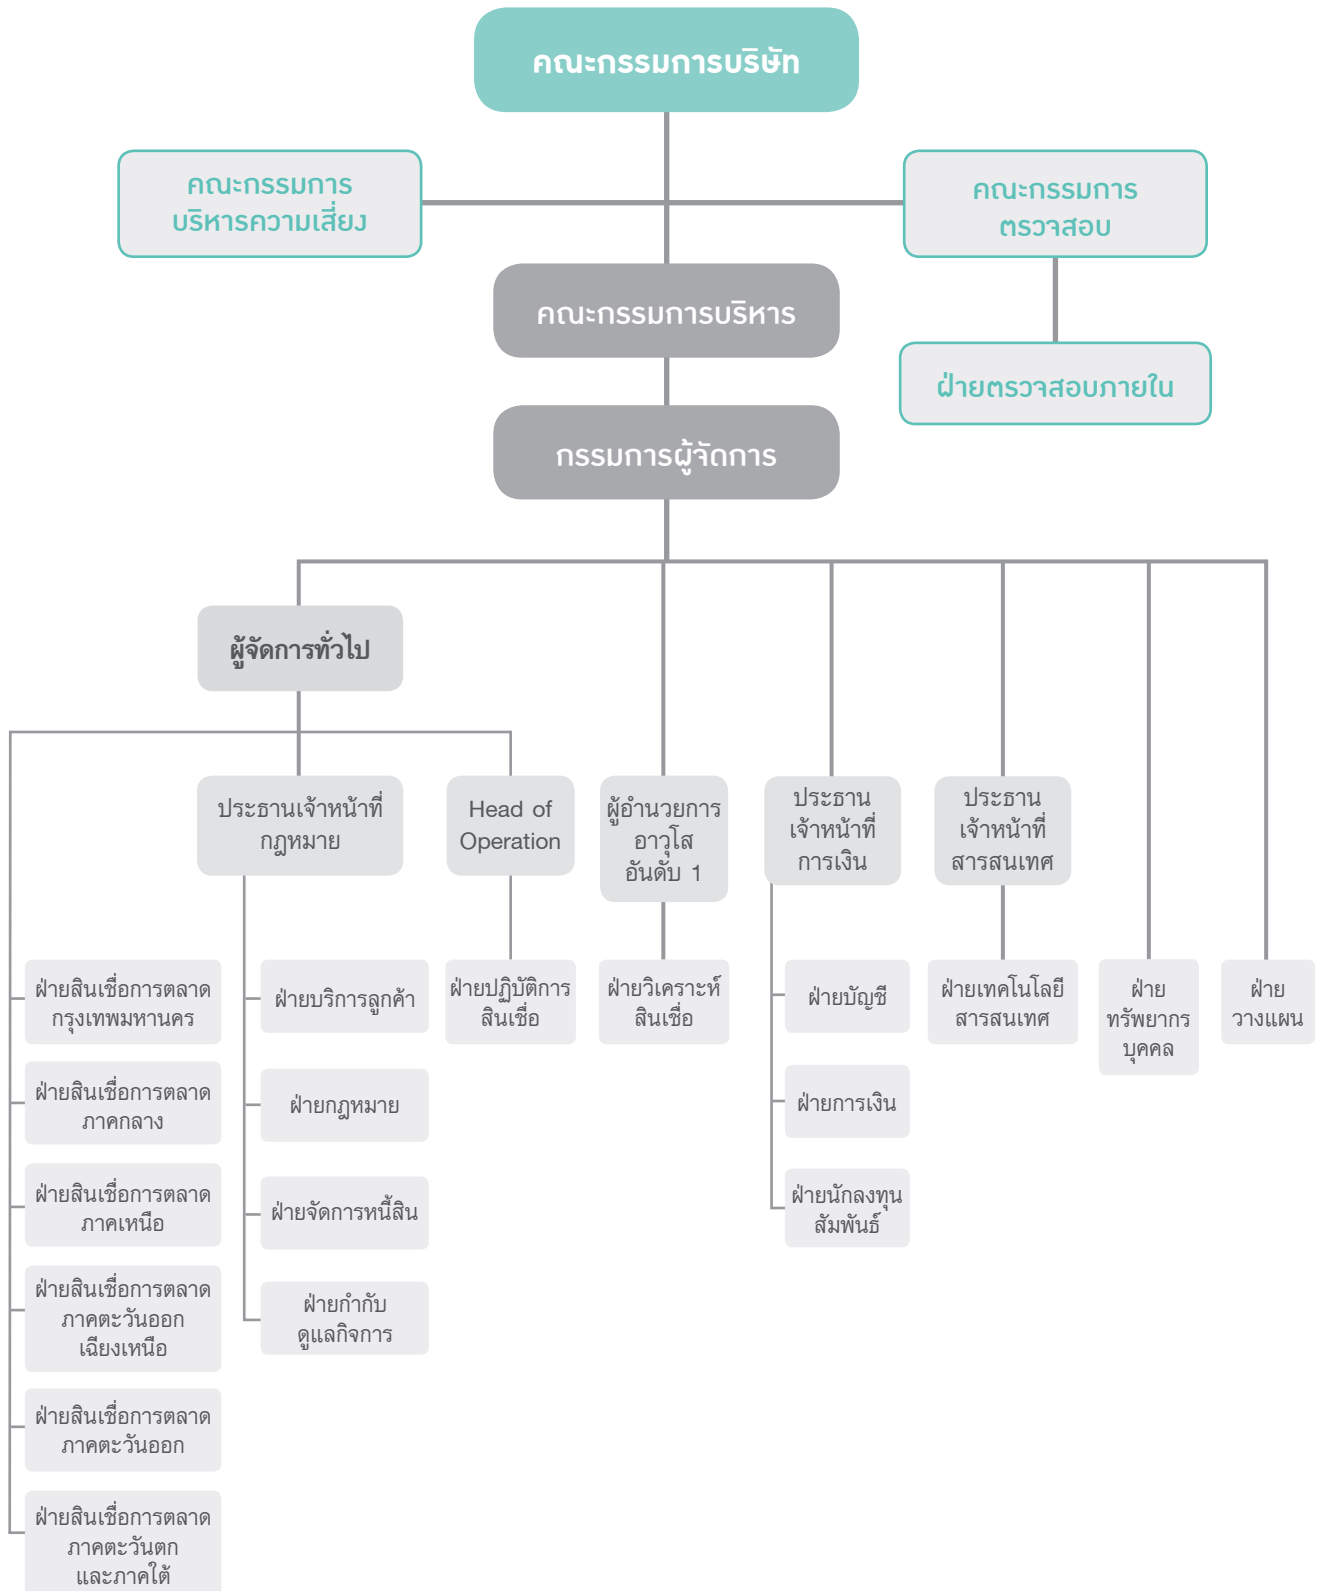 คณะกรรมการบริษัท
คณะกรรมการ
บริหารความเสี่ยง
คณะกรรมการ
ตรวจสอบ
คณะกรรมการบริหาร
ฝ่ายตรวจสอบภายใน
กรรมการผู้จัดการ
ผู้จัดการทั่วไป
ประธานเจ้าหน้าที่
กฎหมาย
Head of
Operation
ผู้อำนวยการ
อาวุโส
อันดับ 1
ประธาน
เจ้าหน้าที่
การเงิน
ประธาน
เจ้าหน้าที่
สารสนเทศ
ฝ่ายสินเชื่อการตลาด
กรุงเทพมหานคร
ฝ่ายบริการลูกค้า
ฝ่ายปฏิบัติการ
สินเชื่อ
ฝ่ายวิเคราะห์
สินเชื่อ
ฝ่ายบัญชี
ฝ่ายเทคโนโลยี
สารสนเทศ
ฝ่าย
ทรัพยากร
บุคคล
ฝ่าย
วางแผน
ฝ่ายสินเชื่อการตลาด
ภาคกลาง
ฝ่ายกฎหมาย
ฝ่ายการเงิน
ฝ่ายสินเชื่อการตลาด
ภาคเหนือ
ฝ่ายจัดการหนี้สิน
ฝ่ายนักลงทุน
สัมพันธ์
ฝ่ายสินเชื่อการตลาด
ภาคตะวันออก
เฉียงเหนือ
ฝ่ายกำกับ
ดูแลกิจการ
ฝ่ายสินเชื่อการตลาด
ภาคตะวันออก
ฝ่ายสินเชื่อการตลาด
ภาคตะวันตก
และภาคใต้